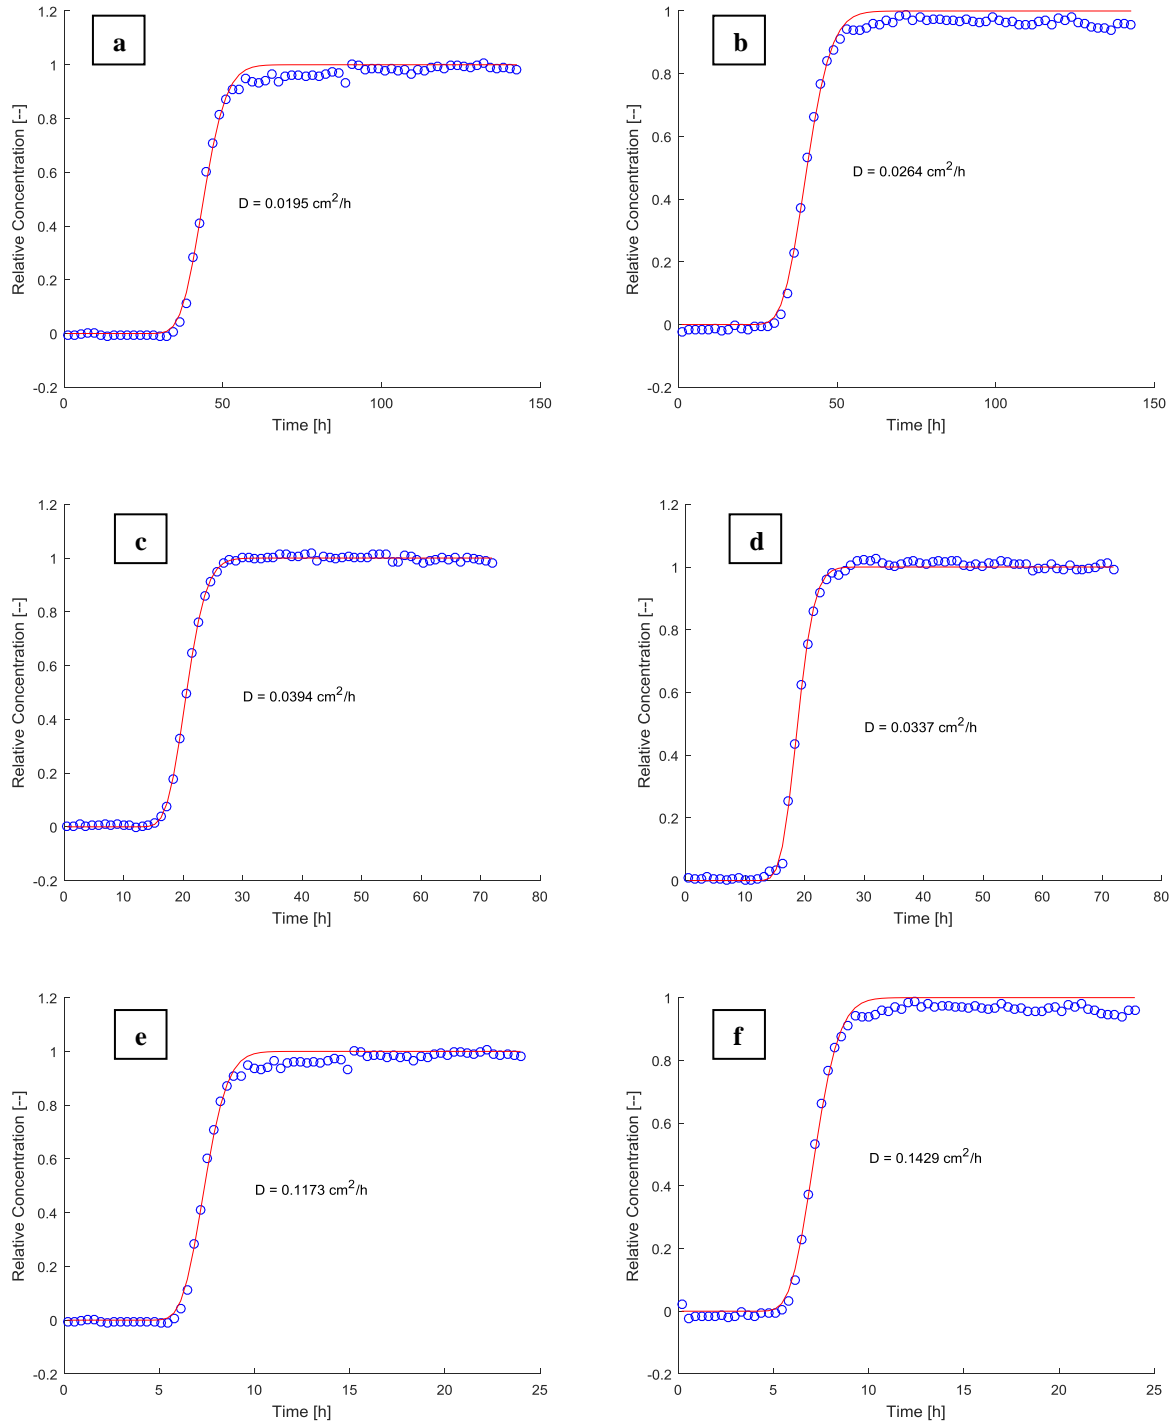 a
1.2
1
0.8
0.6
0.4
0.2
0
-0.2
Relative Concentration [--]
D = 0.0195 cm²/h
0 50 100 150
Time [h]
b
1
0.8
0.6
0.4
0.2
0
-0.2
Relative Concentration [--]
D = 0.0264 cm²/h
0 50 100 150
Time [h]
c
1.2
1
0.8
0.6
0.4
0.2
0
-0.2
Relative Concentration [--]
D = 0.0394 cm²/h
0 10 20 30 40 50 60 70 80
Time [h]
d
1.2
1
0.8
0.6
0.4
0.2
0
Relative Concentration [--]
D = 0.0337 cm²/h
0 10 20 30 40 50 60 70 80
Time [h]
e
1.2
1
0.8
0.6
0.4
0.2
0
-0.2
Relative Concentration [--]
D = 0.1173 cm²/h
0 5 10 15 20 25
Time [h]
f
1
0.8
0.6
0.4
0.2
0
-0.2
Relative Concentration [--]
D = 0.1429 cm²/h
0 5 10 15 20 25
Time [h]